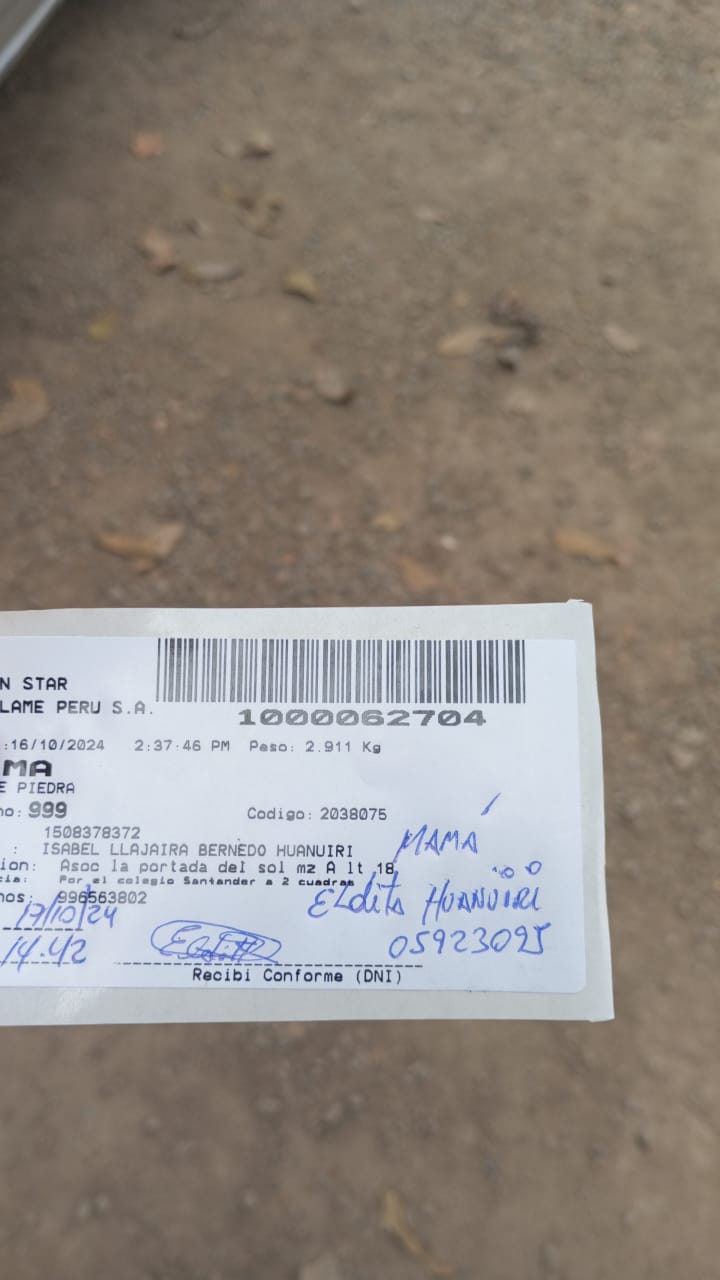 N STAR
LAME PERU S.A.
1000062704
:16/10/2024 2:37:46 PM Peso: 2.911 Kg
MA
E PIEDRA
no: 999 Codigo: 2038075
1508378372
: ISABEL LLAJAIRA BERNEDO HUANUIRI
MAMÁ
ion: Asoc la portada del sol mz A lt 18
cia: Por el colegio Santander a 2 cuadras
nos: 996563802
Eldita HUANUIRI
17/10/24
14:42
05923095
Recibi Conforme (DNI)